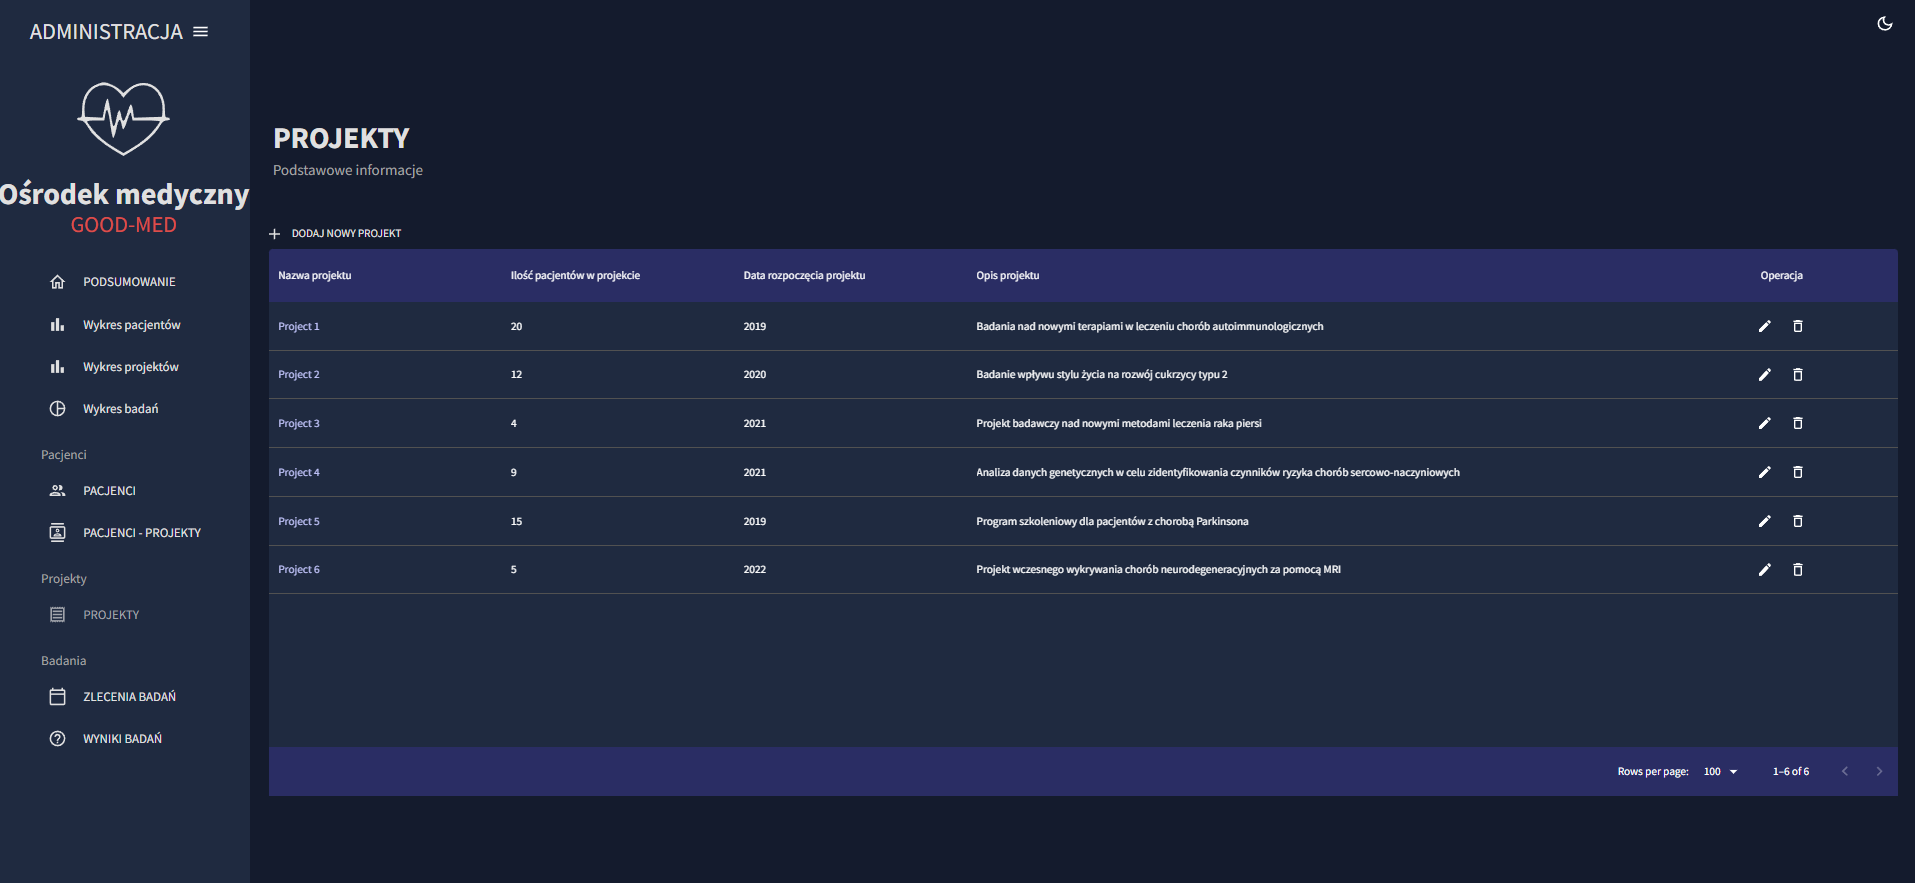 ADMINISTRACJA
Ośrodek medyczny
GOOD-MED
PODSUMOWANIE
Wykres pacjentów
Wykres projektów
Wykres badań
Pacjenci
PACJENCI
PACJENCI - PROJEKTY
Projekty
PROJEKTY
Badania
ZLECENIA BADAŃ
WYNIKI BADAŃ
PROJEKTY
Podstawowe informacje
DODAJ NOWY PROJEKT
Nazwa projektu Ilość pacjentów w projekcie Data rozpoczęcia projektu Opis projektu Operacja
Project 1 20 2019 Badania nad nowymi terapiami w leczeniu chorób autoimmunologicznych
Project 2 12 2020 Badanie wpływu stylu życia na rozwój cukrzycy typu 2
Project 3 4 2021 Projekt badawczy nad nowymi metodami leczenia raka piersi
Project 4 9 2021 Analiza danych genetycznych w celu zidentyfikowania czynników ryzyka chorób sercowo-naczyniowych
Project 5 15 2019 Program szkoleniowy dla pacjentów z chorobą Parkinsona
Project 6 5 2022 Projekt wczesnego wykrywania chorób neurodegeneracyjnych za pomocą MRI
Rows per page: 100 1–6 of 6